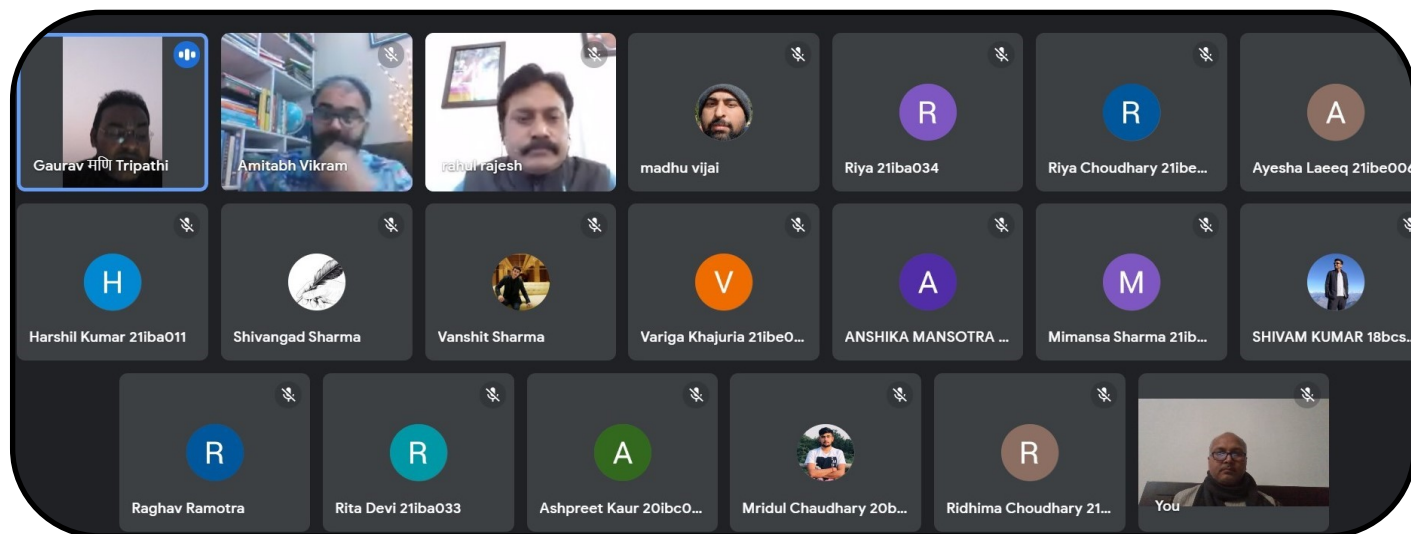 Gaurav मणि Tripathi
Amitabh Vikram
rahul rajesh
madhu vijai
R
Riya 21iba034
R
Riya Choudhary 21ibe...
A
Ayesha Laeeq 21ibe006
H
Harshil Kumar 21iba011
Shivangad Sharma
Vanshit Sharma
V
Variga Khajuria 21ibe0...
A
ANSHIKA MANSOTRA ...
M
Mimansa Sharma 21ib...
SHIVAM KUMAR 18bcs...
R
Raghav Ramotra
R
Rita Devi 21iba033
A
Ashpreet Kaur 20ibc0...
Mridul Chaudhary 20b...
R
Ridhima Choudhary 21...
You